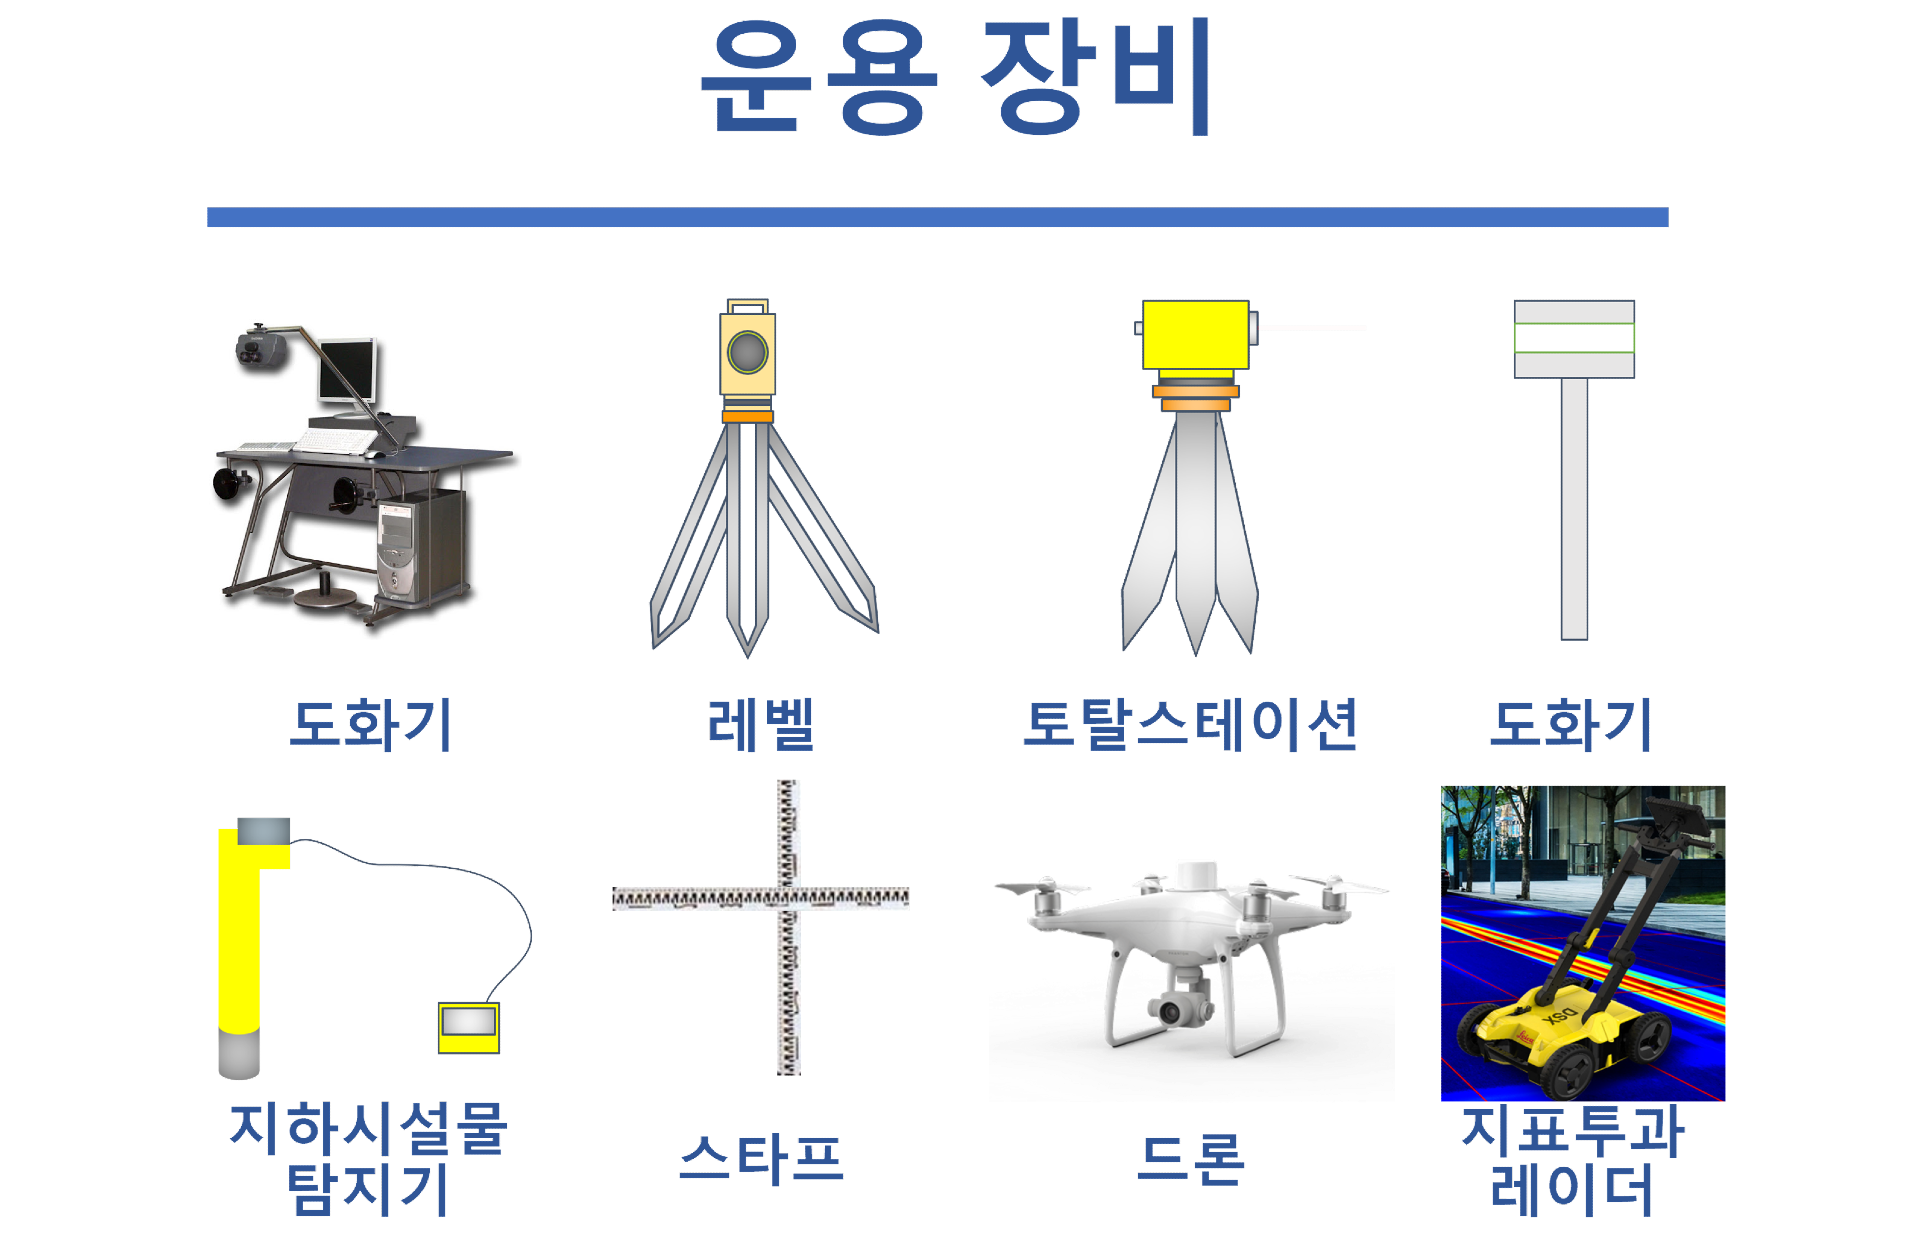 운용 장비
도화기
레벨
토탈스테이션
도화기
지하시설물
탐지기
스타프
드론
지표투과
레이더
DSX
Leica